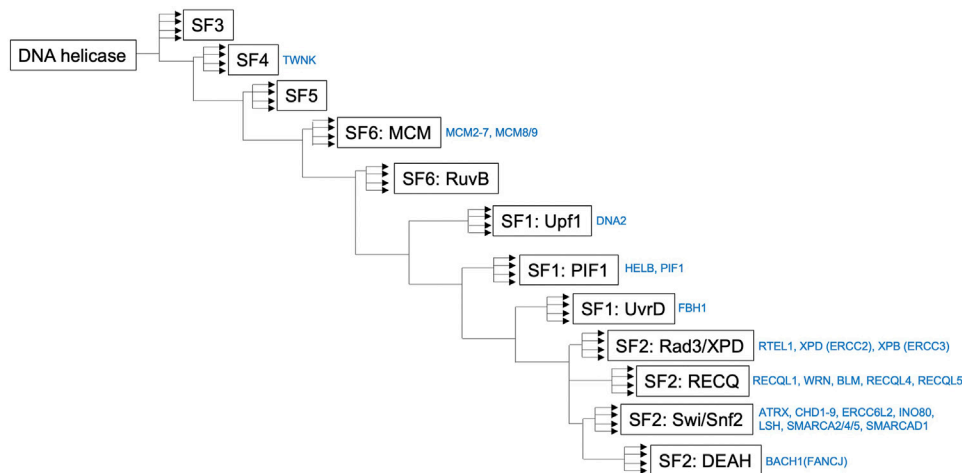 SF3
DNA helicase
SF4 TWNK
SF5
SF6: MCM MCM2-7, MCM8/9
SF6: RuvB
SF1: Upf1 DNA2
SF1: PIF1 HELB, PIF1
SF1: UvrD FBH1
SF2: Rad3/XPD RTEL1, XPD (ERCC2), XPB (ERCC3)
SF2: RECQ RECQL1, WRN, BLM, RECQL4, RECQL5
SF2: Swi/Snf2 ATRX, CHD1-9, ERCC6L2, INO80,
LSH, SMARCA2/4/5, SMARCAD1
SF2: DEAH BACH1(FANCJ)